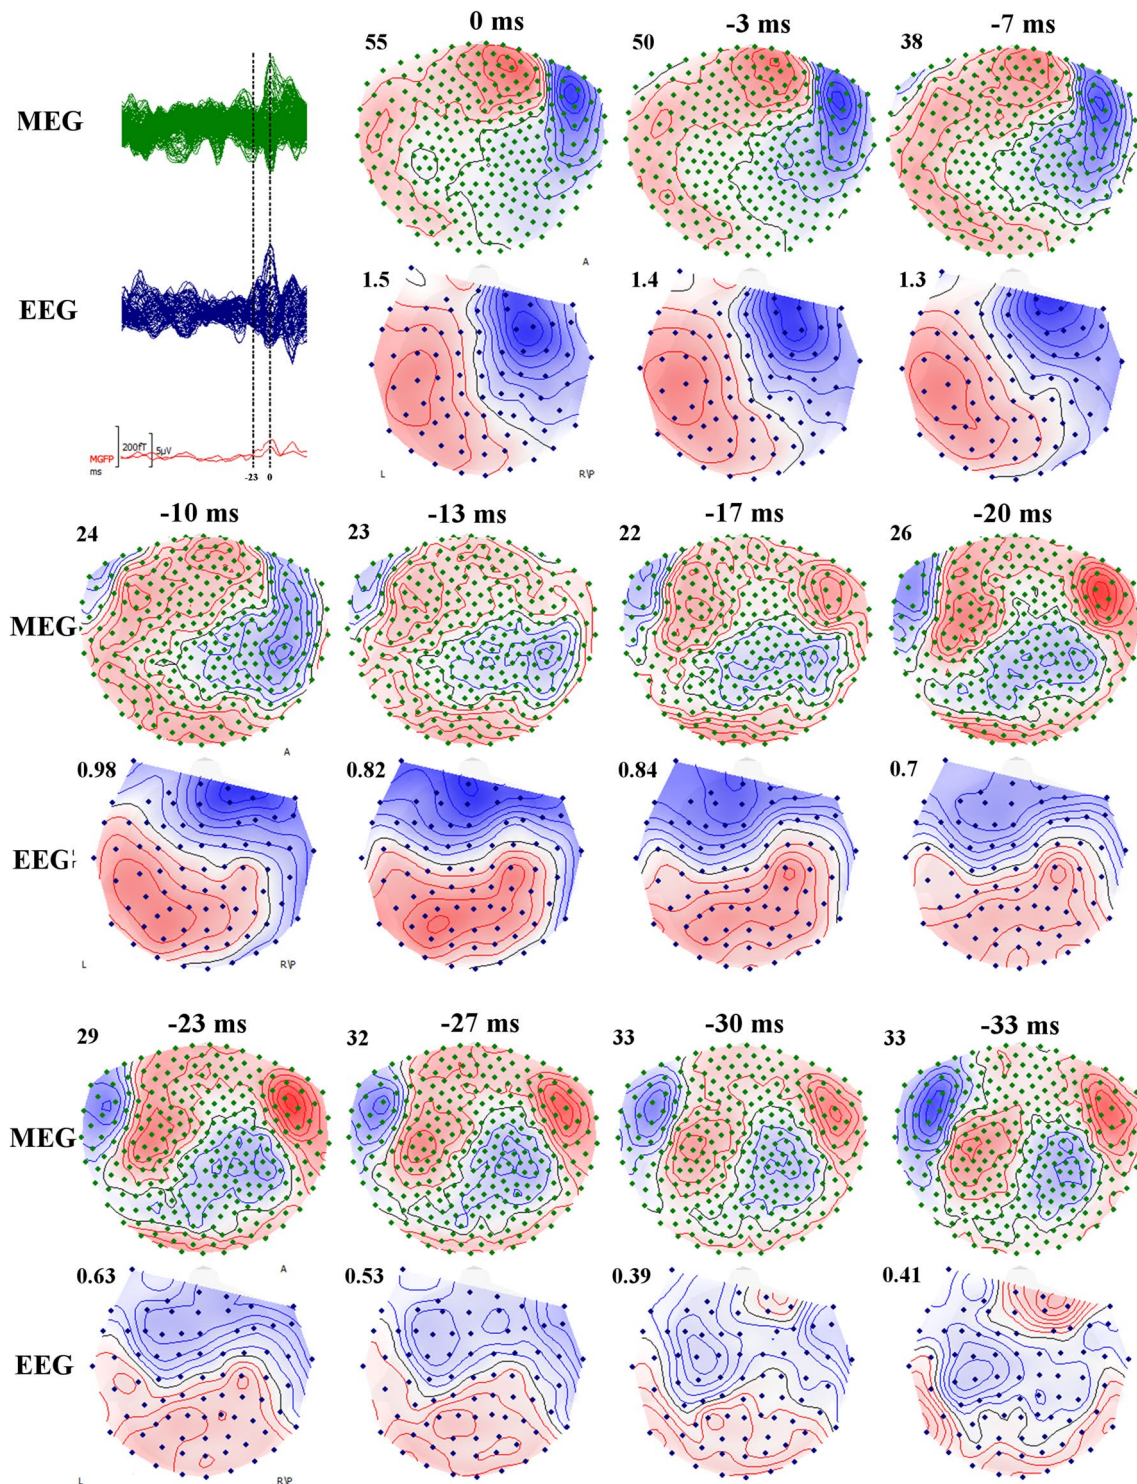 0 ms
-3 ms
-7 ms
55
50
38
MEG
A
EEG
1.5
1.4
1.3
200fT
5μV
MGFP
ms
-23
0
L
R\P
-10 ms
-13 ms
-17 ms
-20 ms
24
23
22
26
MEG
A
0.98
0.82
0.84
0.7
EEG
L
R\P
-23 ms
-27 ms
-30 ms
-33 ms
29
32
33
33
MEG
A
0.63
0.53
0.39
0.41
EEG
L
R\P